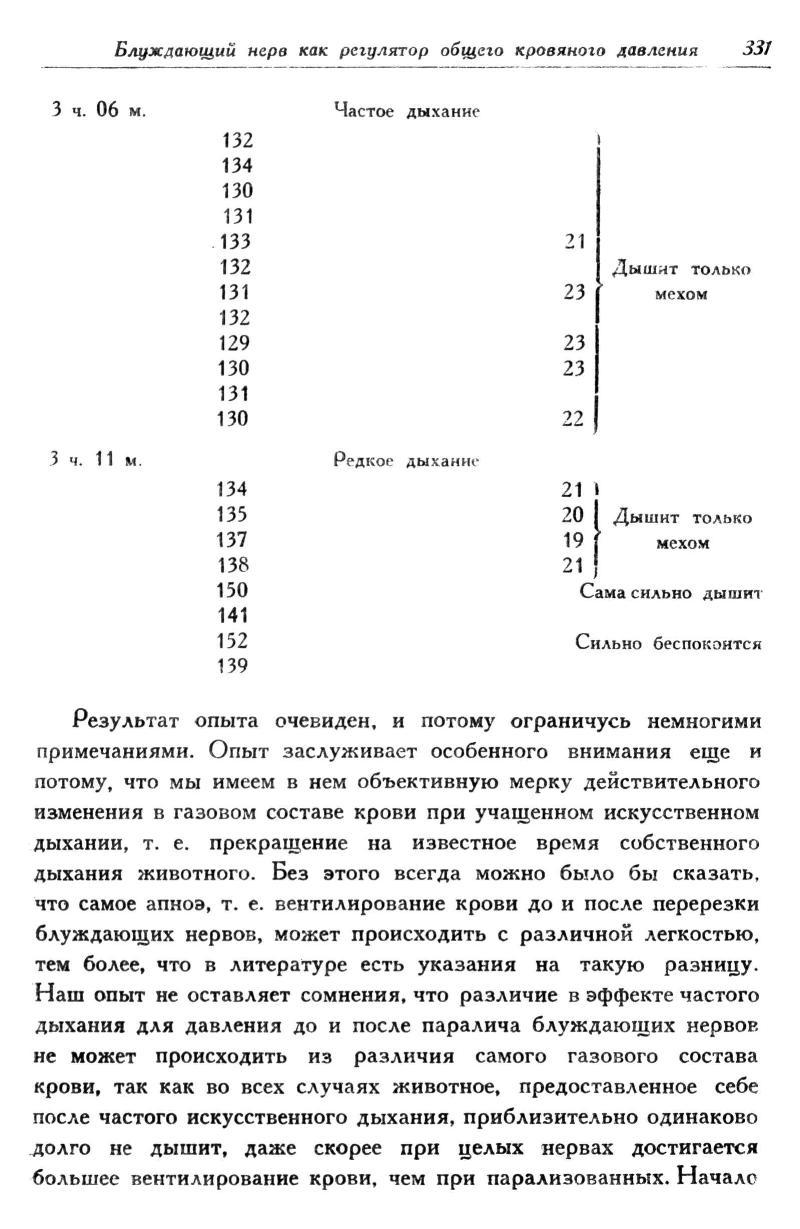 Блуждающий нерв как регулятор общего кровяного давления 331
3 ч. 06 м. Частое дыхание
132
134
130
131
133 21
132 Дышит только
131 23 мехом
132
129 23
130 23
131
130 22
3 ч. 11 м. Редкое дыхание
134 21
135 20 Дышит только
137 19 мехом
138 21
150 Сама сильно дышит
141
152 Сильно беспокоится
139
Результат опыта очевиден, и потому ограничусь немногими
примечаниями. Опыт заслуживает особенного внимания еще и
потому, что мы имеем в нем объективную мерку действительного
изменения в газовом составе крови при учащенном искусственном
дыхании, т. е. прекращение на известное время собственного
дыхания животного. Без этого всегда можно было бы сказать,
что самое апноэ, т. е. вентилирование крови до и после перерезки
блуждающих нервов, может происходить с различной легкостью,
тем более, что в литературе есть указания на такую разницу.
Наш опыт не оставляет сомнения, что различие в эффекте частого
дыхания для давления до и после паралича блуждающих нервов
не может происходить из различия самого газового состава
крови, так как во всех случаях животное, предоставленное себе
после частого искусственного дыхания, приблизительно одинаково
долго не дышит, даже скорее при целых нервах достигается
большее вентилирование крови, чем при парализованных. Начало